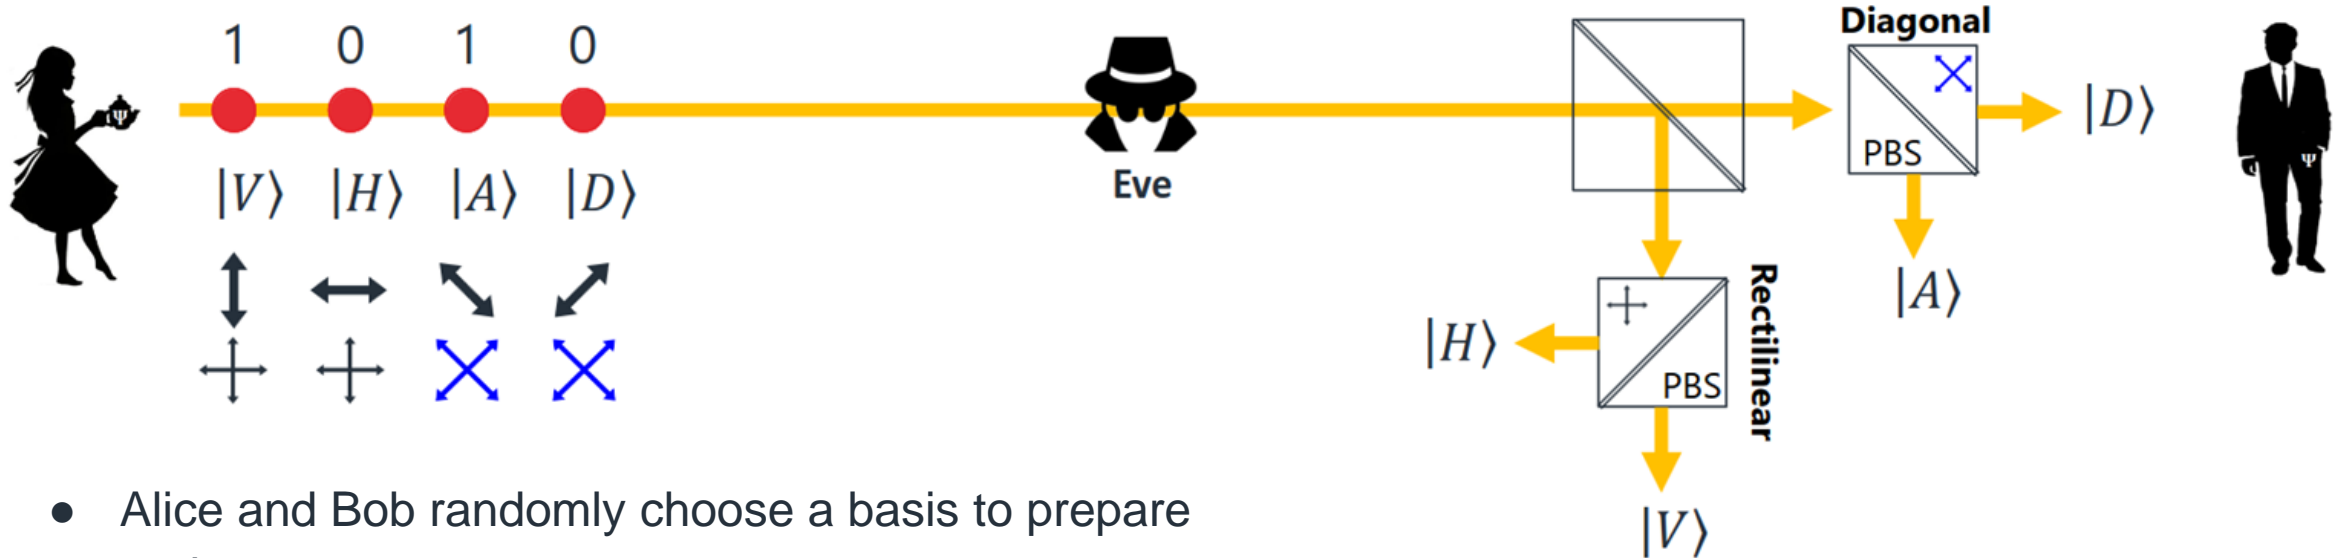 1 0 1 0
|V⟩ |H⟩ |A⟩ |D⟩
Ψ
Eve
Diagonal
PBS
|D⟩
|A⟩
Rectilinear
PBS
|H⟩
|V⟩
Ψ
● Alice and Bob randomly choose a basis to prepare